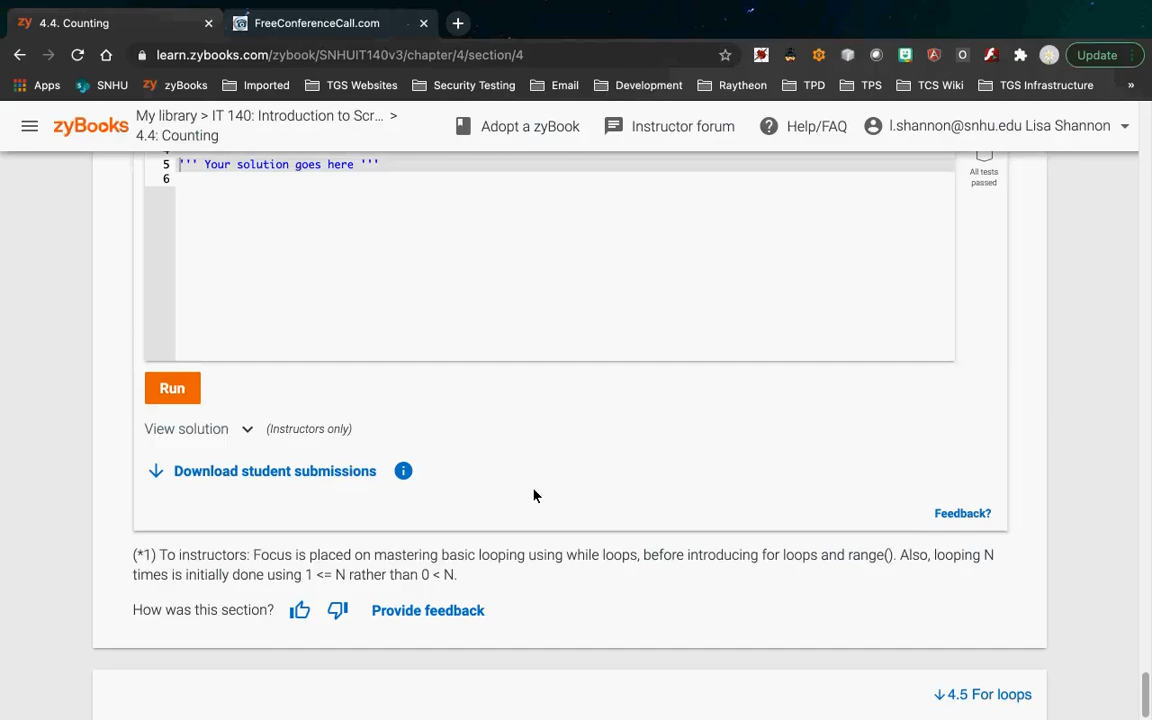 zy 4.4. Counting
FreeConferenceCall.com
learn.zybooks.com/zybook/SNHUIT140v3/chapter/4/section/4
Update
Apps SNHU zy zyBooks Imported TGS Websites Security Testing Email Development Raytheon TPD TPS TCS Wiki TGS Infrastructure »
zyBooks
My library > IT 140: Introduction to Scr... >
4.4: Counting
Adopt a zyBook
Instructor forum
Help/FAQ
l.shannon@snhu.edu Lisa Shannon
5 ''' Your solution goes here '''
6
All tests
passed
Run
View solution (Instructors only)
Download student submissions
Feedback?
(*1) To instructors: Focus is placed on mastering basic looping using while loops, before introducing for loops and range(). Also, looping N
times is initially done using 1 <= N rather than 0 < N.
How was this section? Provide feedback
4.5 For loops